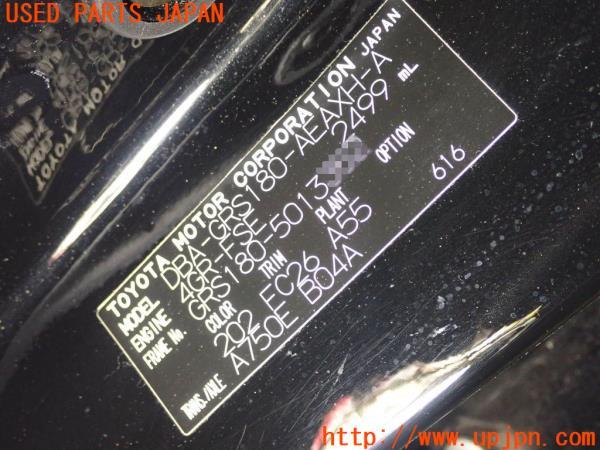 USED PARTS JAPAN
TOYOTA MOTOR CORPORATION JAPAN
MODEL DBA-GRS180-AEAXH-A
ENGINE 4GR-FSE 2499 mL
FRAME No. GRS180-5013
COLOR TRIM PLANT OPTION
202 EC26 A55 616
TRANS./AXLE A750E B04A
http://www.upjpn.com/